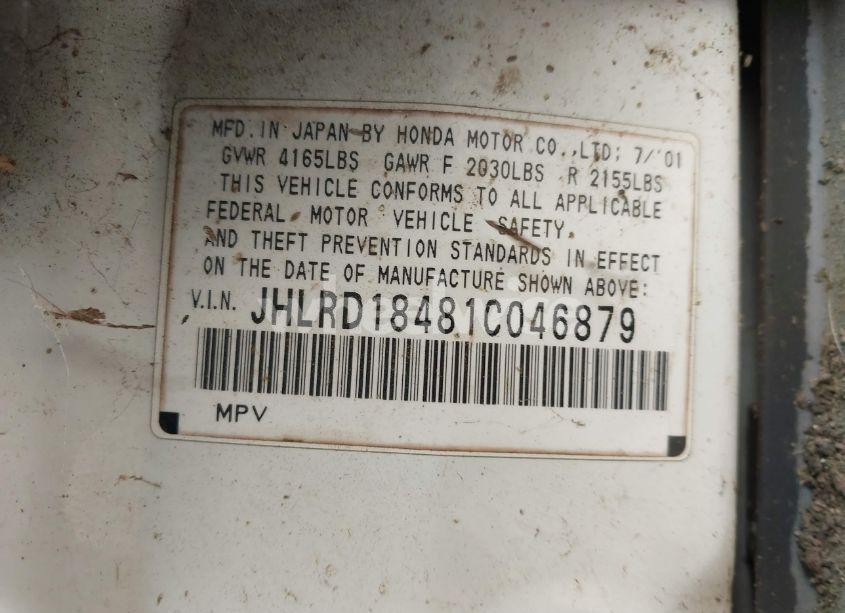 MFD. IN JAPAN BY HONDA MOTOR CO.,LTD; 7/'01
GVWR 4165LBS GAWR F 2030LBS R 2155LBS
THIS VEHICLE CONFORMS TO ALL APPLICABLE
FEDERAL MOTOR VEHICLE SAFETY.
AND THEFT PREVENTION STANDARDS IN EFFECT
ON THE DATE OF MANUFACTURE SHOWN ABOVE:
V.I.N. JHLRD18481C046879
MPV